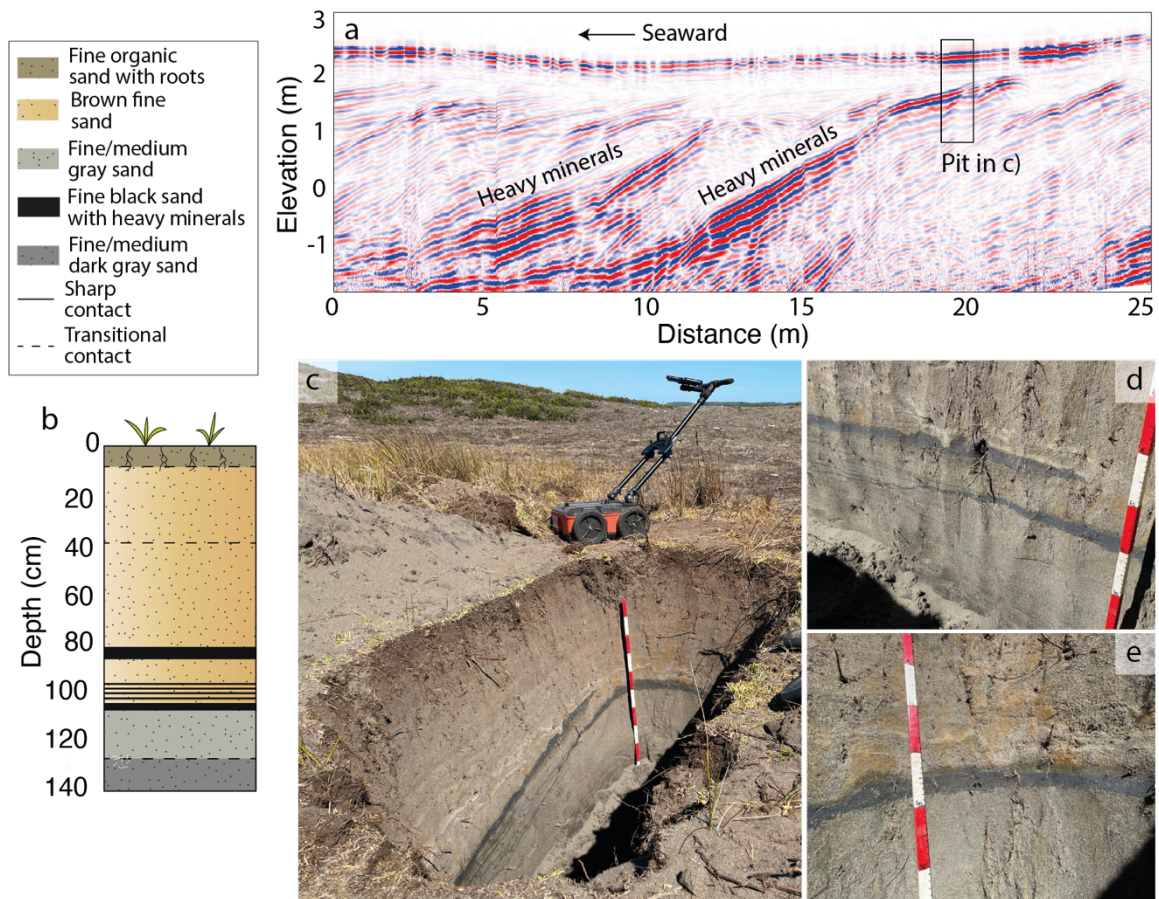 Fine organic
sand with roots
Brown fine
sand
Fine/medium
gray sand
Fine black sand
with heavy minerals
Fine/medium
dark gray sand
Sharp
contact
Transitional
contact
a
Seaward
Elevation (m)
3
2
1
0
-1
Heavy minerals
Heavy minerals
Pit in c)
0
5
10
15
20
25
Distance (m)
b
Depth (cm)
0
20
40
60
80
100
120
140
c
d
e